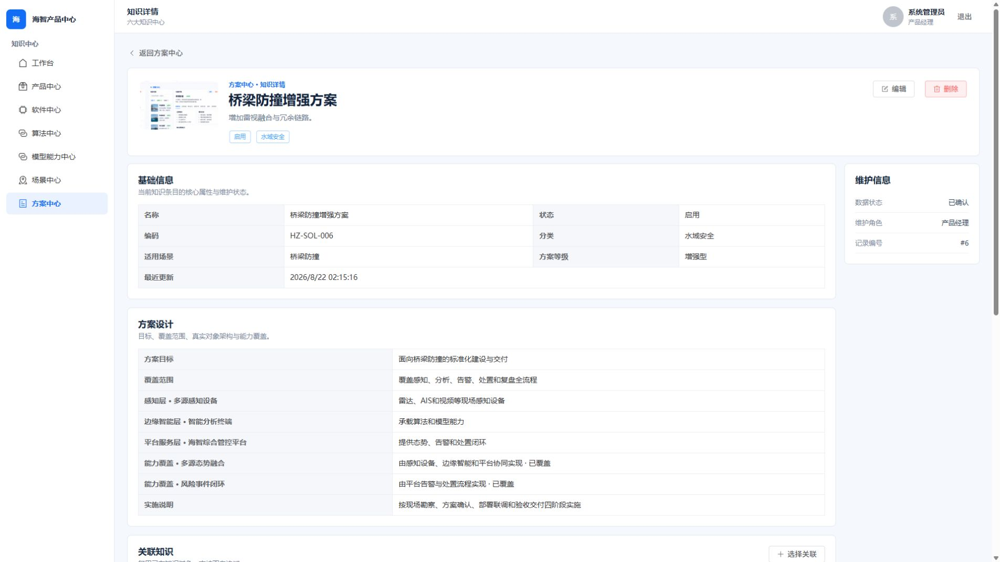 海 海智产品中心
知识中心
工作台
产品中心
软件中心
算法中心
模型能力中心
场景中心
方案中心
知识详情
六大知识中心
系 系统管理员
产品经理
退出
返回方案中心
方案中心 • 知识详情
桥梁防撞增强方案
增加雷视融合与冗余链路。
启用 水域安全
编辑 删除
基础信息
当前知识条目的核心属性与维护状态。
名称 桥梁防撞增强方案 状态 启用
编码 HZ-SOL-006 分类 水域安全
适用场景 桥梁防撞 方案等级 增强型
最近更新 2026/8/22 02:15:16
维护信息
数据状态 已确认
维护角色 产品经理
记录编号 #6
方案设计
目标、覆盖范围、真实对象架构与能力覆盖。
方案目标 面向桥梁防撞的标准化建设与交付
覆盖范围 覆盖感知、分析、告警、处置和复盘全流程
感知层 • 多源感知设备 雷达、AIS和视频等现场感知设备
边缘智能层 • 智能分析终端 承载算法和模型能力
平台服务层 • 海智综合管控平台 提供态势、告警和处置闭环
能力覆盖 • 多源态势融合 由感知设备、边缘智能和平台协同实现 · 已覆盖
能力覆盖 • 风险事件闭环 由平台告警与处置流程实现 · 已覆盖
实施说明 按现场勘察、方案确认、部署联调和验收交付四阶段实施
关联知识
选择关联